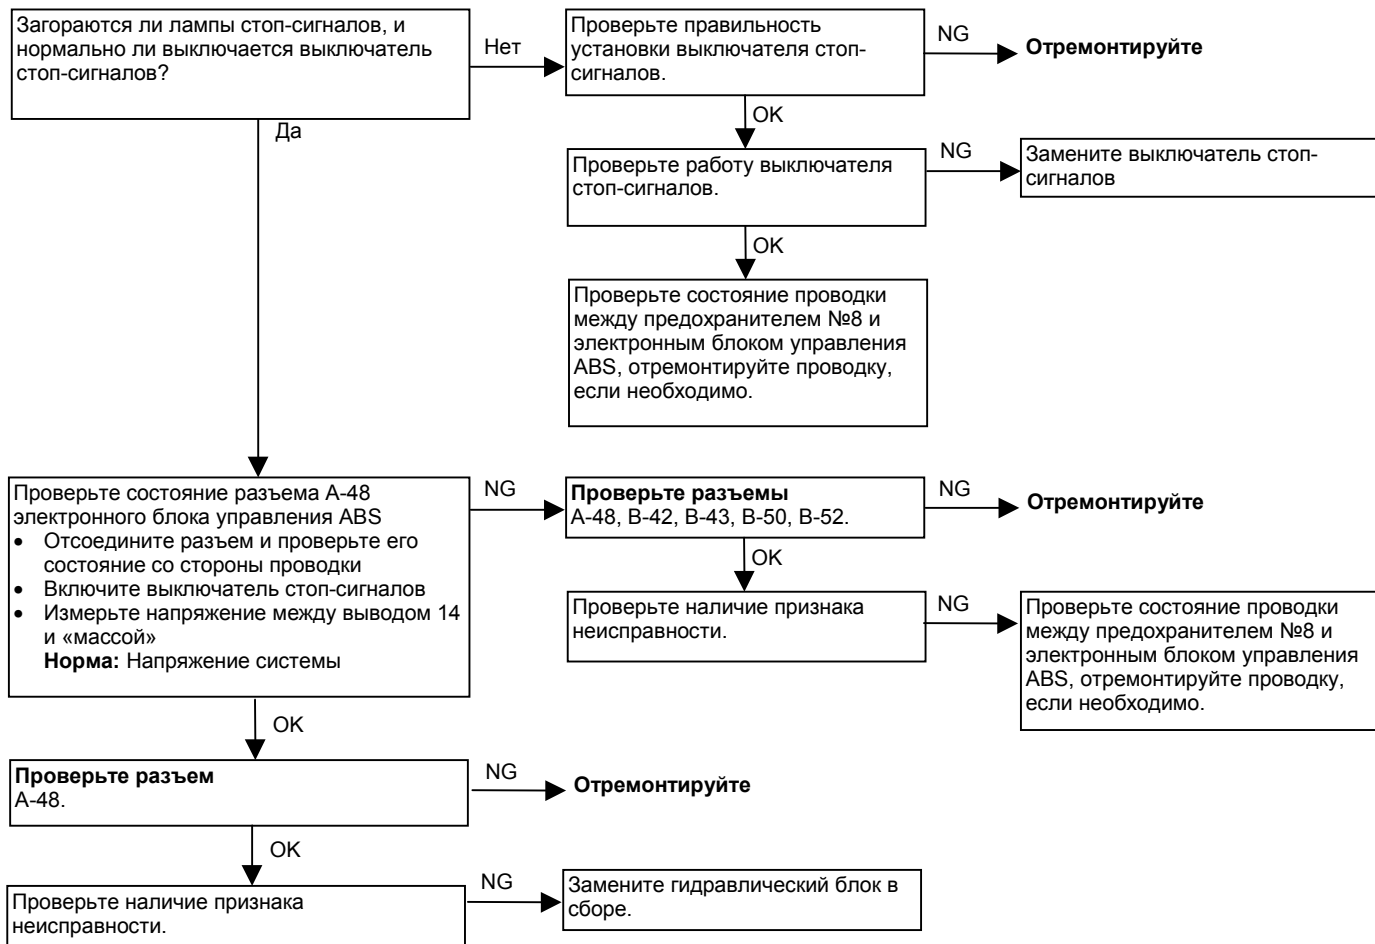 Загораются ли лампы стоп-сигналов, и
нормально ли выключается выключатель
стоп-сигналов?
Нет
Проверьте правильность
установки выключателя стоп-
сигналов.
NG
Отремонтируйте
Да
OK
Проверьте работу выключателя
стоп-сигналов.
NG
Замените выключатель стоп-
сигналов
OK
Проверьте состояние проводки
между предохранителем №8 и
электронным блоком управления
ABS, отремонтируйте проводку,
если необходимо.
Проверьте состояние разъема А-48
электронного блока управления ABS
• Отсоедините разъем и проверьте его
состояние со стороны проводки
• Включите выключатель стоп-сигналов
• Измерьте напряжение между выводом 14
и «массой»
Норма: Напряжение системы
NG
Проверьте разъемы
А-48, В-42, В-43, В-50, В-52.
NG
Отремонтируйте
OK
Проверьте наличие признака
неисправности.
NG
Проверьте состояние проводки
между предохранителем №8 и
электронным блоком управления
ABS, отремонтируйте проводку,
если необходимо.
OK
Проверьте разъем
А-48.
NG
Отремонтируйте
OK
Проверьте наличие признака
неисправности.
NG
Замените гидравлический блок в
сборе.